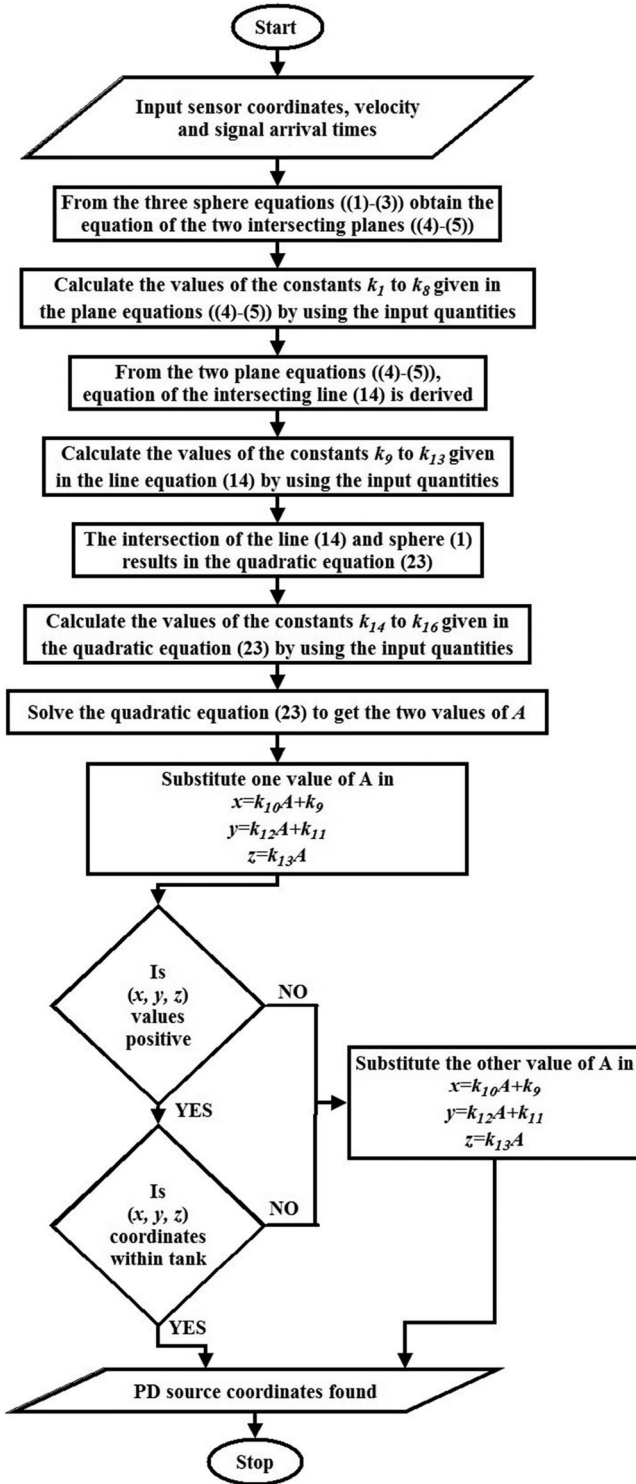 Start
Input sensor coordinates, velocity
and signal arrival times
From the three sphere equations ((1)-(3)) obtain the
equation of the two intersecting planes ((4)-(5))
Calculate the values of the constants k1 to k8 given in
the plane equations ((4)-(5)) by using the input quantities
From the two plane equations ((4)-(5)),
equation of the intersecting line (14) is derived
Calculate the values of the constants k9 to k13 given
in the line equation (14) by using the input quantities
The intersection of the line (14) and sphere (1)
results in the quadratic equation (23)
Calculate the values of the constants k14 to k16 given in
the quadratic equation (23) by using the input quantities
Solve the quadratic equation (23) to get the two values of A
Substitute one value of A in
x=k10A+k9
y=k12A+k11
z=k13A
Is
(x, y, z)
values
positive
NO
YES
Substitute the other value of A in
x=k10A+k9
y=k12A+k11
z=k13A
Is
(x, y, z)
coordinates
within tank
NO
YES
PD source coordinates found
Stop